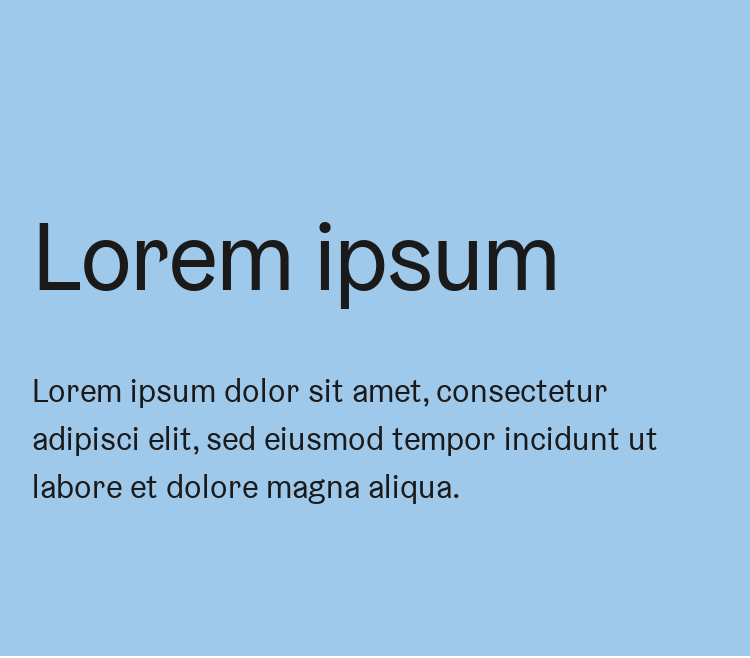 Lorem ipsum
Lorem ipsum dolor sit amet, consectetur
adipisci elit, sed eiusmod tempor incidunt ut
labore et dolore magna aliqua.